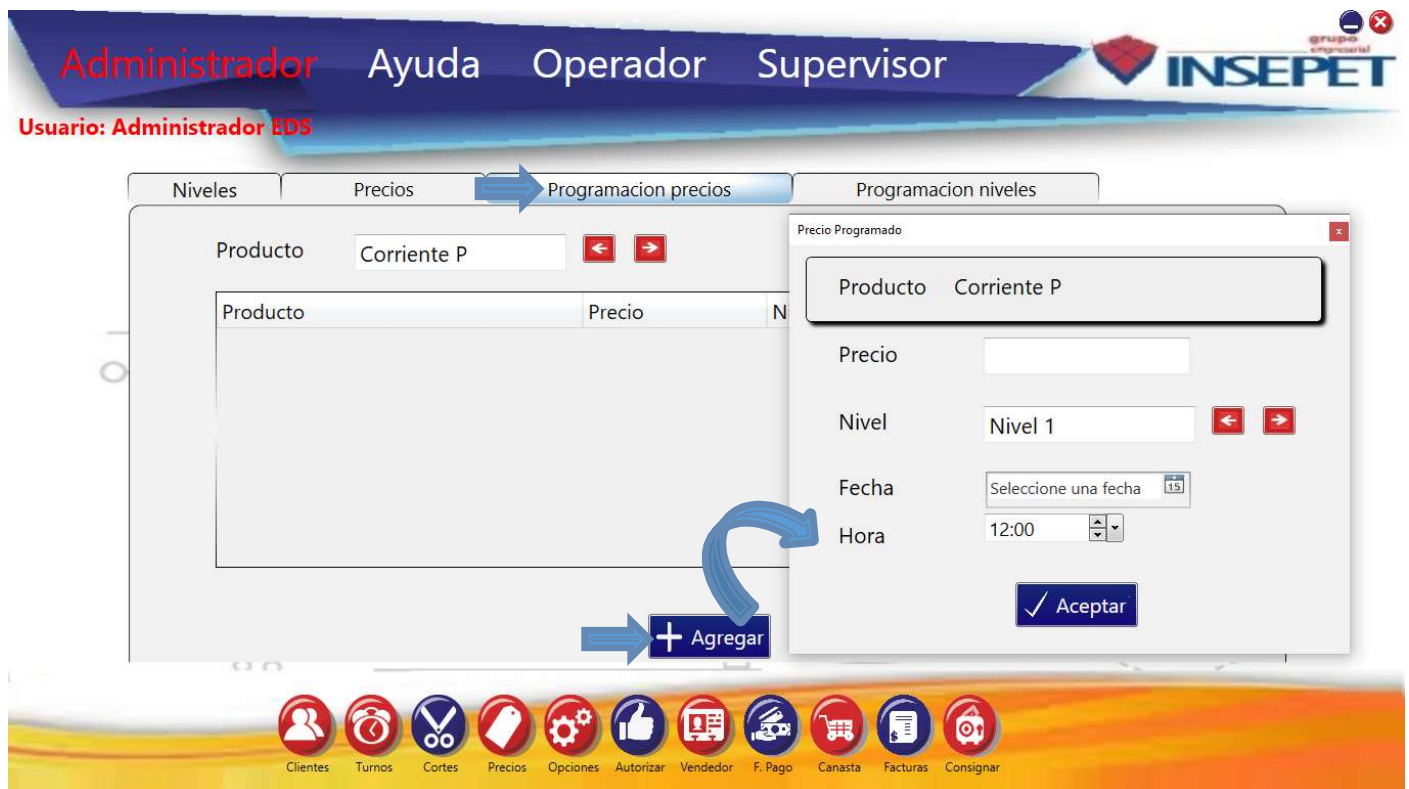 Administrador Ayuda Operador Supervisor
grupo
empresarial
INSEPET
Usuario: Administrador EDS
Niveles Precios Programacion precios Programacion niveles
Producto Corriente P
Producto Precio N
Precio Programado
Producto Corriente P
Precio
Nivel Nivel 1
Fecha Seleccione una fecha 15
Hora 12:00
Aceptar
Agregar
Clientes Turnos Cortes Precios Opciones Autorizar Vendedor F. Pago Canasta Facturas Consignar